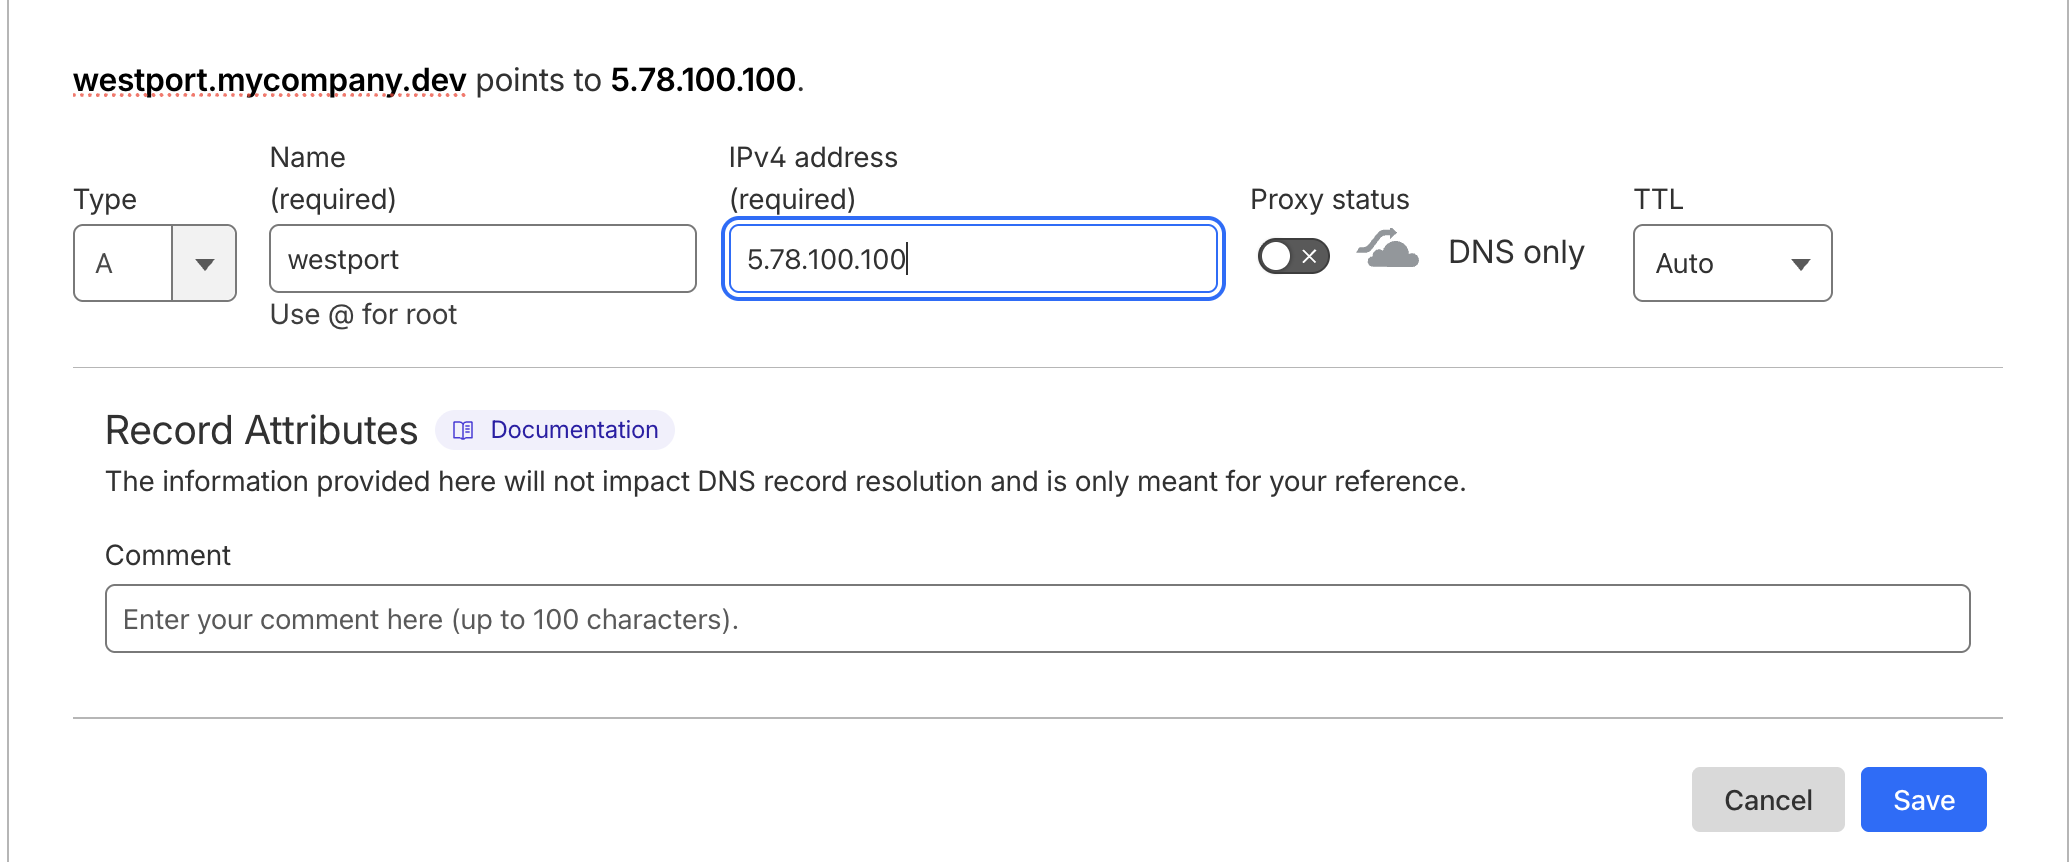 westport.mycompany.dev points to 5.78.100.100.
Type
Name
(required)
IPv4 address
(required)
Proxy status
TTL
A
westport
5.78.100.100
DNS only
Auto
Use @ for root
Record Attributes
Documentation
The information provided here will not impact DNS record resolution and is only meant for your reference.
Comment
Enter your comment here (up to 100 characters).
Cancel
Save